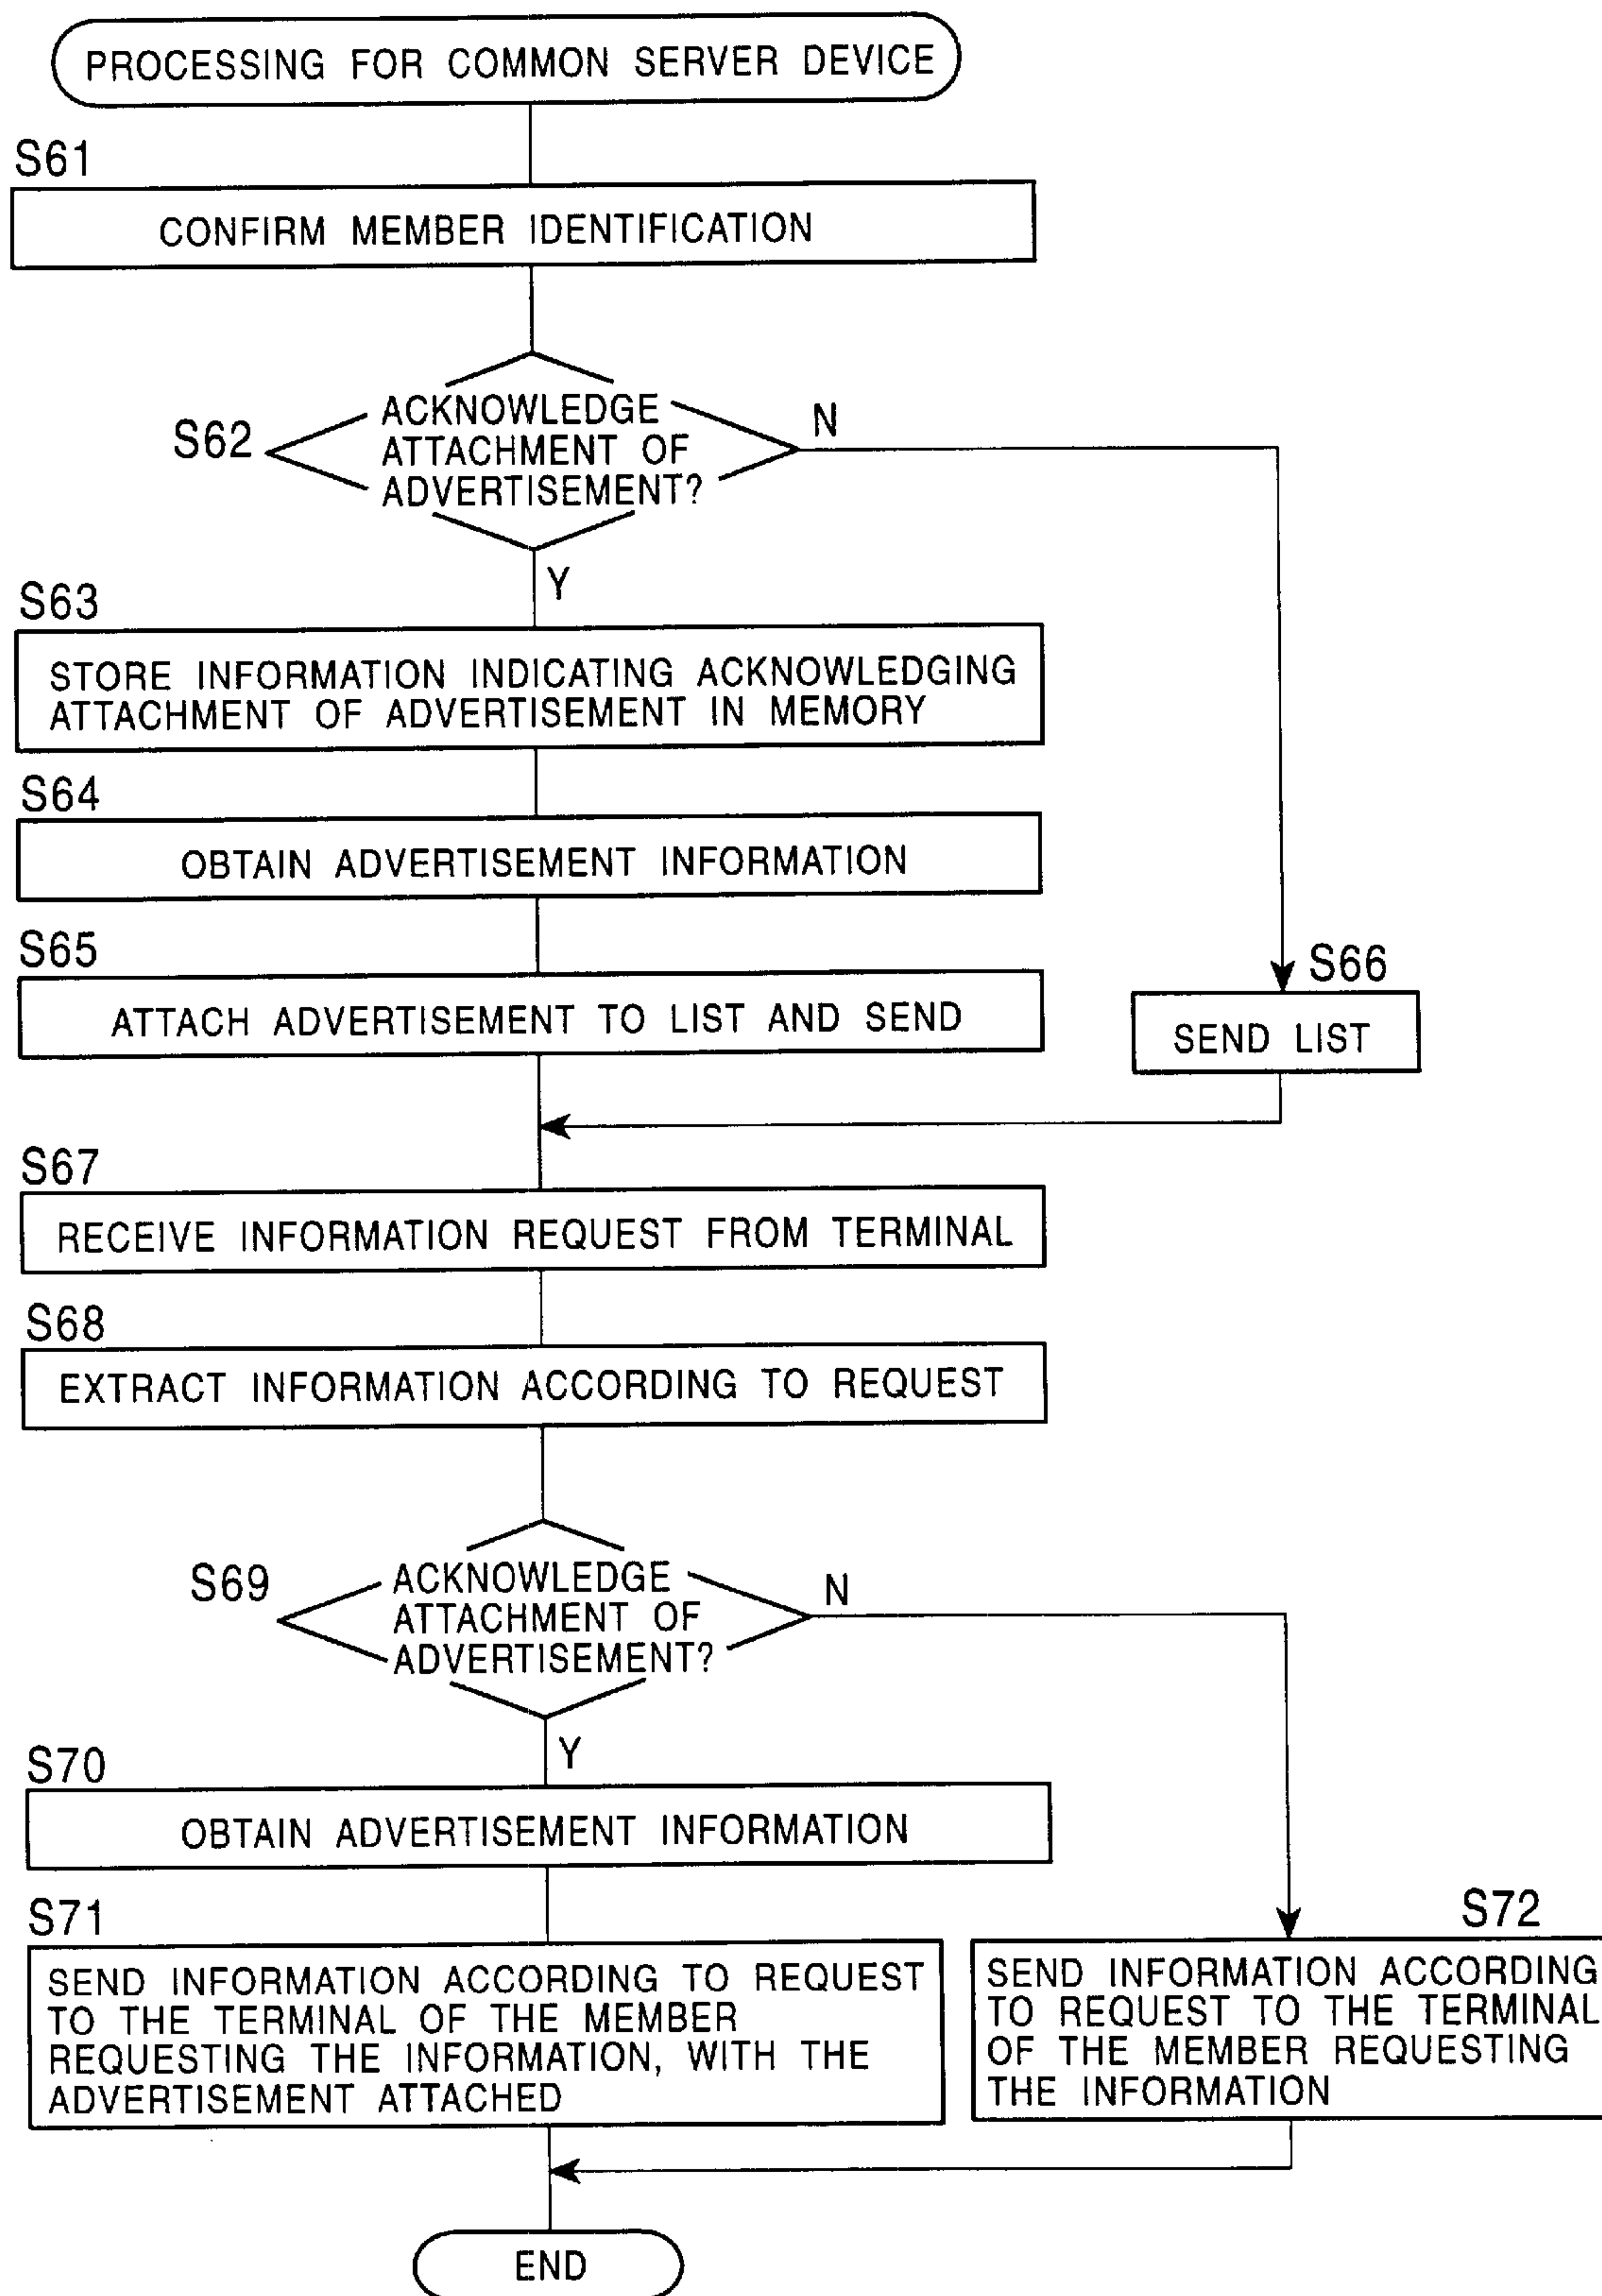 PROCESSING FOR COMMON SERVER DEVICE
S61
CONFIRM MEMBER IDENTIFICATION
S62
ACKNOWLEDGE
ATTACHMENT OF
ADVERTISEMENT?
N
Y
S63
STORE INFORMATION INDICATING ACKNOWLEDGING
ATTACHMENT OF ADVERTISEMENT IN MEMORY
S64
OBTAIN ADVERTISEMENT INFORMATION
S65
ATTACH ADVERTISEMENT TO LIST AND SEND
S66
SEND LIST
S67
RECEIVE INFORMATION REQUEST FROM TERMINAL
S68
EXTRACT INFORMATION ACCORDING TO REQUEST
S69
ACKNOWLEDGE
ATTACHMENT OF
ADVERTISEMENT?
N
Y
S70
OBTAIN ADVERTISEMENT INFORMATION
S71
SEND INFORMATION ACCORDING TO REQUEST
TO THE TERMINAL OF THE MEMBER
REQUESTING THE INFORMATION, WITH THE
ADVERTISEMENT ATTACHED
S72
SEND INFORMATION ACCORDING
TO REQUEST TO THE TERMINAL
OF THE MEMBER REQUESTING
THE INFORMATION
END